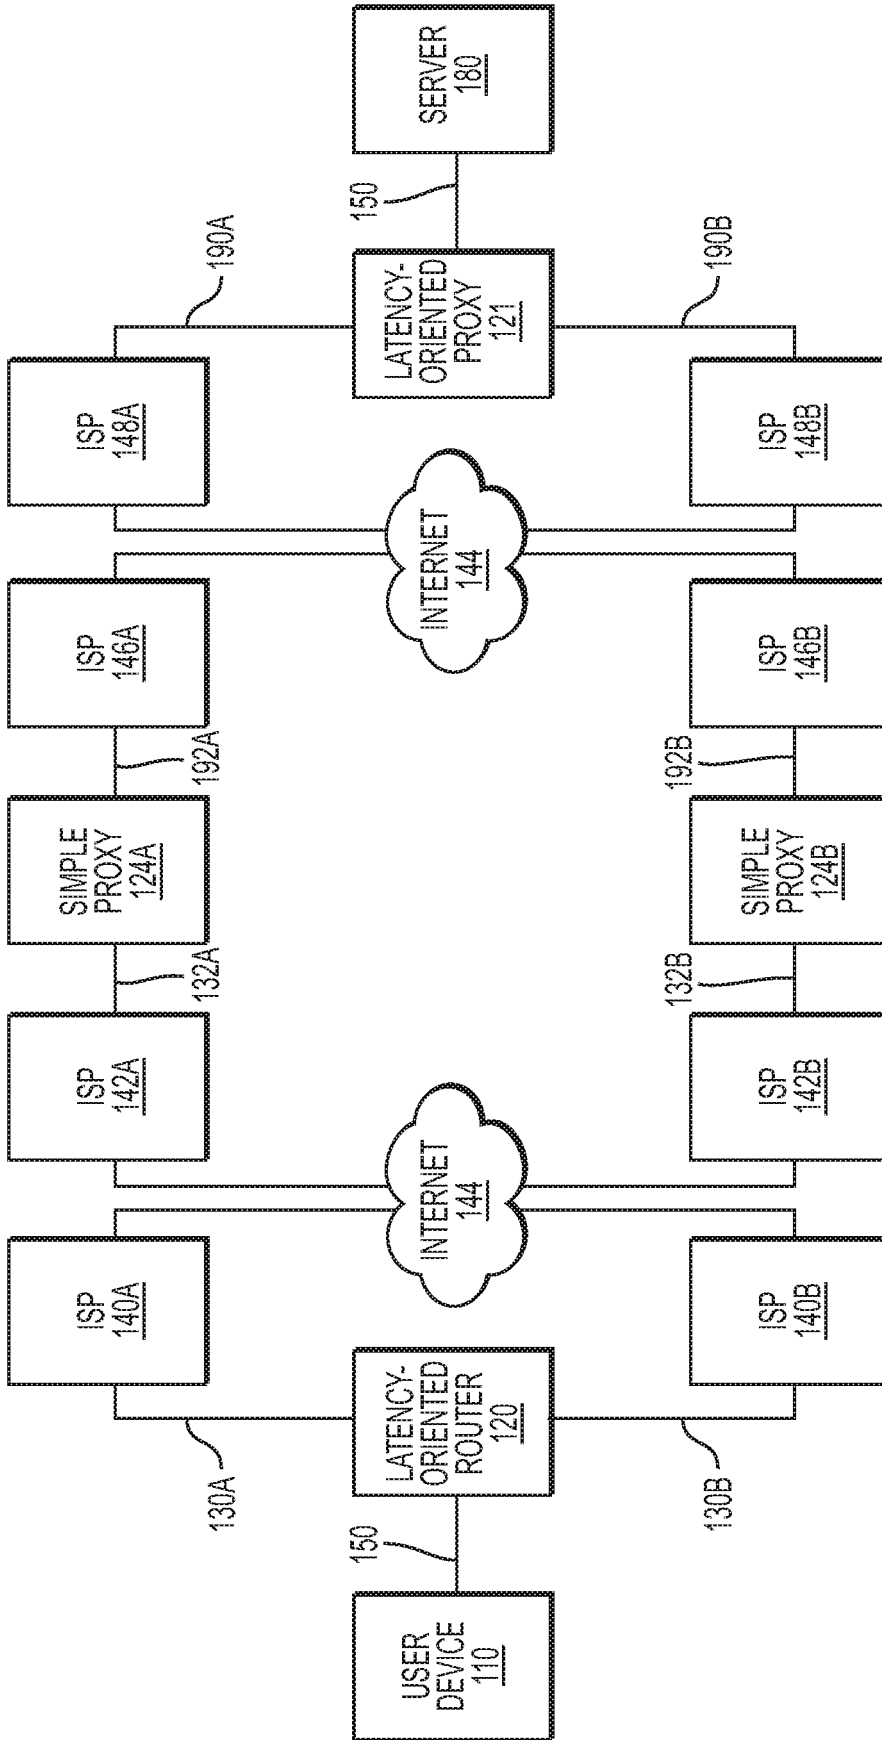 USER
DEVICE
110
150
LATENCY-
ORIENTED
ROUTER
120
130A
130B
ISP
140A
ISP
140B
INTERNET
144
ISP
142A
ISP
142B
132A
132B
SIMPLE
PROXY
124A
SIMPLE
PROXY
124B
192A
192B
ISP
146A
ISP
146B
INTERNET
144
ISP
148A
ISP
148B
190A
190B
LATENCY-
ORIENTED
PROXY
121
150
SERVER
180